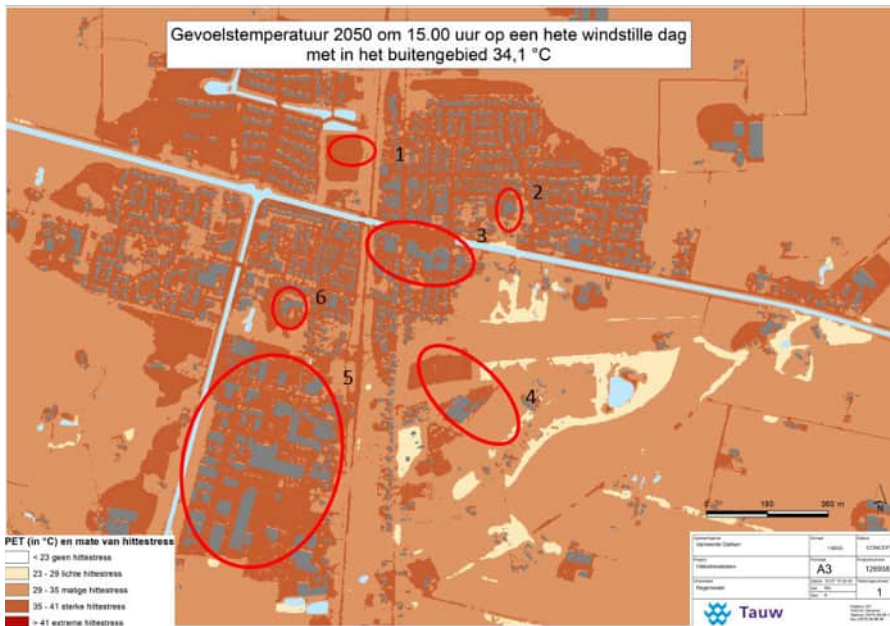 Gevoelstemperatuur 2050 om 15.00 uur op een hete windstille dag
met in het buitengebied 34,1 °C
1
2
3
6
5
4
0 180 360 m
N
PET (in °C) en mate van hittestress
< 23 geen hittestress
23 - 29 lichte hittestress
29 - 35 matige hittestress
35 - 41 sterke hittestress
> 41 extreme hittestress
CONCEPT
A3
1
Tauw